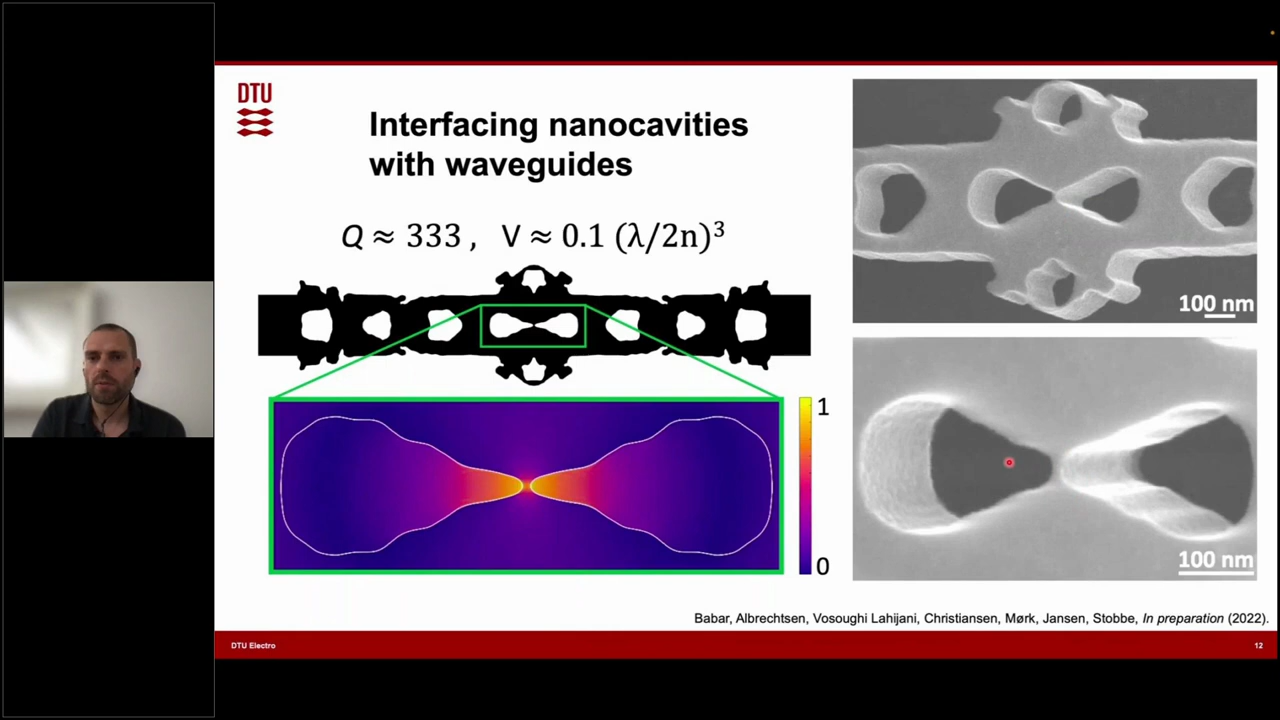 DTU
Interfacing nanocavities
with waveguides
Q ≈ 333 , V ≈ 0.1 (λ/2n)³
1
0
100 nm
100 nm
Babar, Albrechtsen, Vosoughi Lahijani, Christiansen, Mørk, Jansen, Stobbe, In preparation (2022).
DTU Electro
12